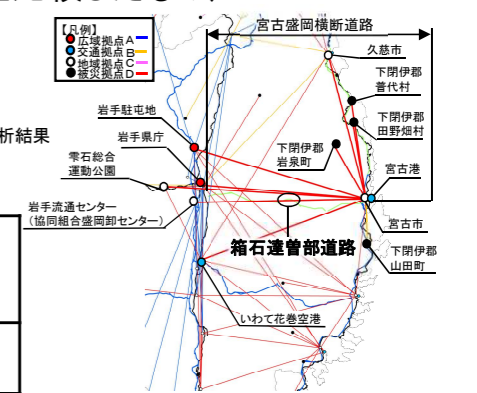 【凡例】
広域拠点A
交通拠点B
地域拠点C
被災拠点D
宮古盛岡横断道路
久慈市
下閉伊郡
普代村
下閉伊郡
田野畑村
岩手駐屯地
析結果
岩手県庁
下閉伊郡
岩泉町
雫石総合
運動公園
宮古港
岩手流通センター
（協同組合盛岡卸センター）
宮古市
箱石達曽部道路
下閉伊郡
山田町
いわて花巻空港